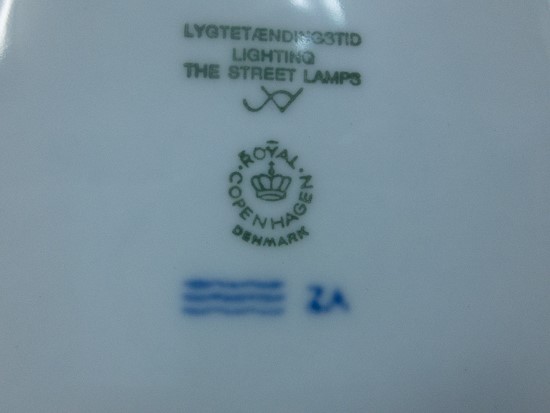 LYGTETÆNDINGSTID
LIGHTING
THE STREET LAMPS
ROYAL
COPENHAGEN
DENMARK
ZA